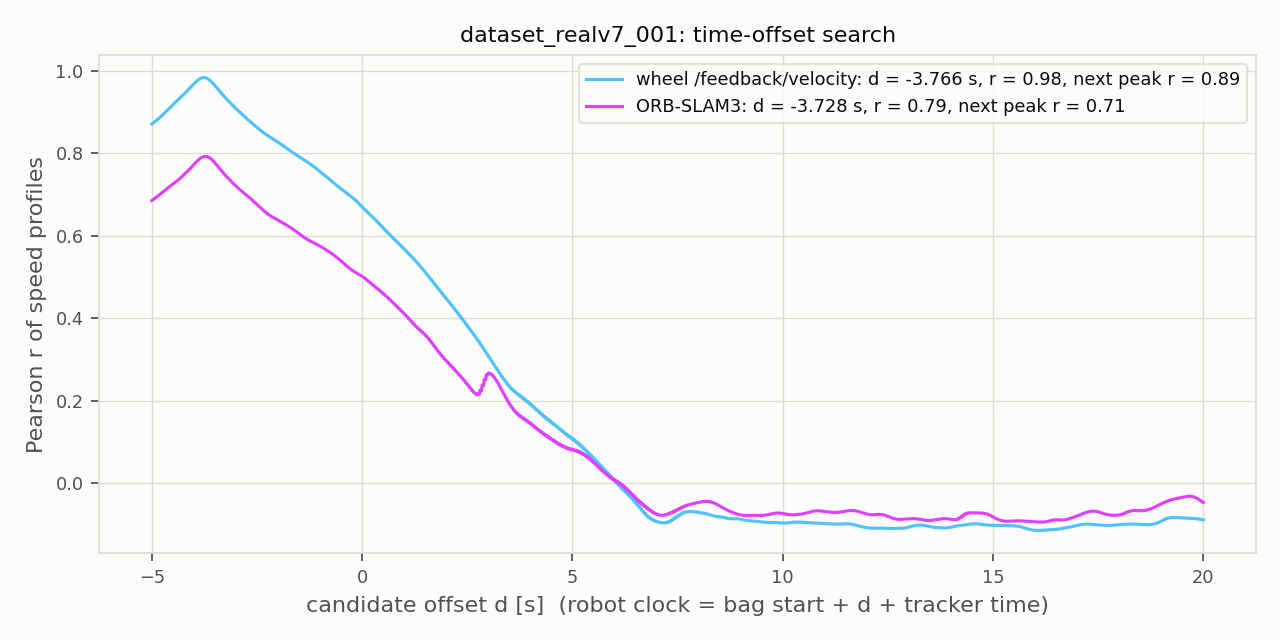 dataset_realv7_001: time-offset search
wheel /feedback/velocity: d = -3.766 s, r = 0.98, next peak r = 0.89
ORB-SLAM3: d = -3.728 s, r = 0.79, next peak r = 0.71
Pearson r of speed profiles
1.0
0.8
0.6
0.4
0.2
0.0
−5
0
5
10
15
20
candidate offset d [s]  (robot clock = bag start + d + tracker time)